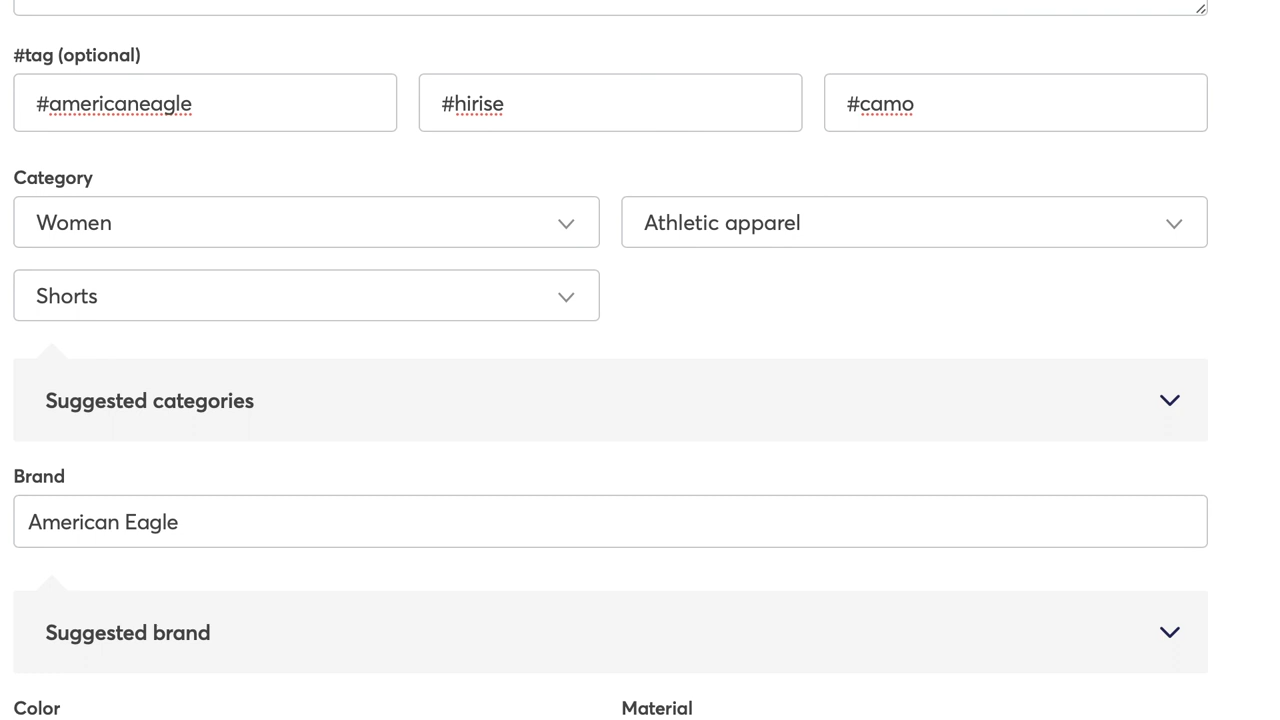 #tag (optional)
#americaneagle #hirise #camo
Category
Women Athletic apparel
Shorts
Suggested categories
Brand
American Eagle
Suggested brand
Color Material